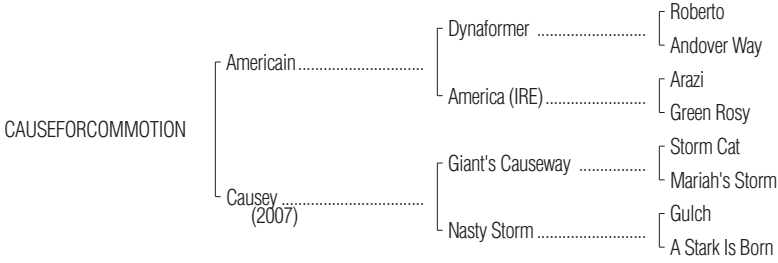 Roberto
Dynaformer ..........................
Andover Way
Americain..............................
Arazi
America (IRE)........................
Green Rosy
CAUSEFORCOMMOTION
Storm Cat
Giant's Causeway ................
Mariah's Storm
Causey ..................................
(2007)
Gulch
Nasty Storm..........................
A Stark Is Born